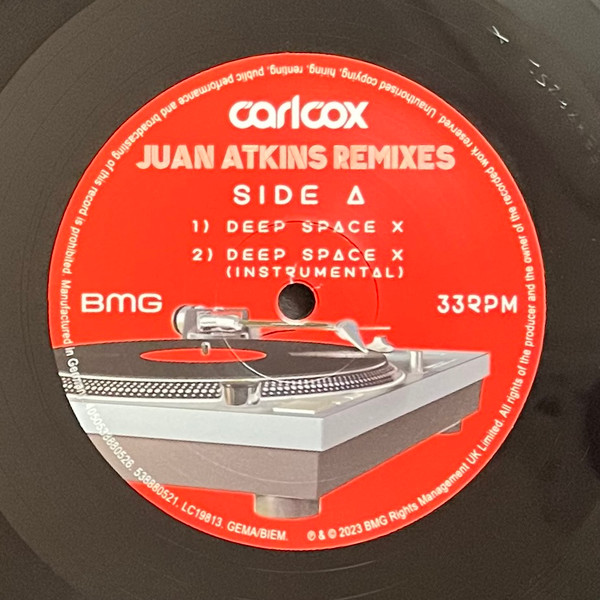 carlcox
JUAN ATKINS REMIXES
SIDE A
1) DEEP SPACE X
2) DEEP SPACE X
(INSTRUMENTAL)
BMG
33RPM
Manufactured in Germany. 4050538880526. 538880521. LC19813. GEMA/BIEM. ℗ & © 2023 BMG Rights Management UK Limited. All rights of the producer and the owner of the recorded work reserved. Unauthorised copying, hiring, renting, public performance and broadcasting of this record is prohibited.